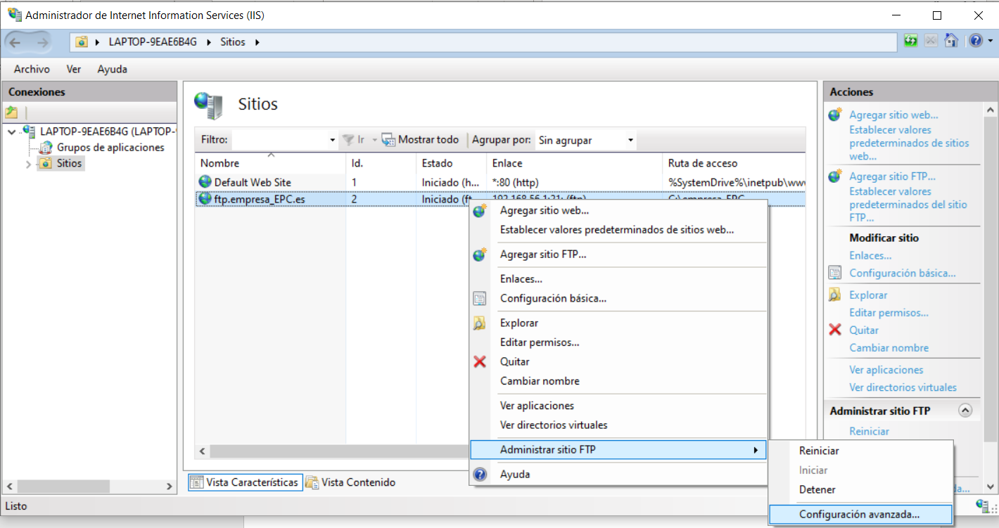 Administrador de Internet Information Services (IIS)
LAPTOP-9EAE6B4G Sitios
Archivo Ver Ayuda
Conexiones
LAPTOP-9EAE6B4G (LAPTOP-
Grupos de aplicaciones
Sitios
Sitios
Filtro: Ir Mostrar todo Agrupar por: Sin agrupar
Nombre Id. Estado Enlace Ruta de acceso
Default Web Site 1 Iniciado (h... *:80 (http) %SystemDrive%\inetpub\www
ftp.empresa_EPC.es 2 Iniciado (ft 192.168.56.1:21: (ftp) C:\empresa_EPC
Agregar sitio web...
Establecer valores predeterminados de sitios web...
Agregar sitio FTP...
Enlaces...
Configuración básica...
Explorar
Editar permisos...
Quitar
Cambiar nombre
Ver aplicaciones
Ver directorios virtuales
Administrar sitio FTP
Ayuda
Reiniciar
Iniciar
Detener
Configuración avanzada...
Vista Características Vista Contenido
Acciones
Agregar sitio web...
Establecer valores
predeterminados de sitios
web...
Agregar sitio FTP...
Establecer valores
predeterminados del sitio
FTP...
Modificar sitio
Enlaces...
Configuración básica...
Explorar
Editar permisos...
Quitar
Cambiar nombre
Ver aplicaciones
Ver directorios virtuales
Administrar sitio FTP
Reiniciar
da...
Listo